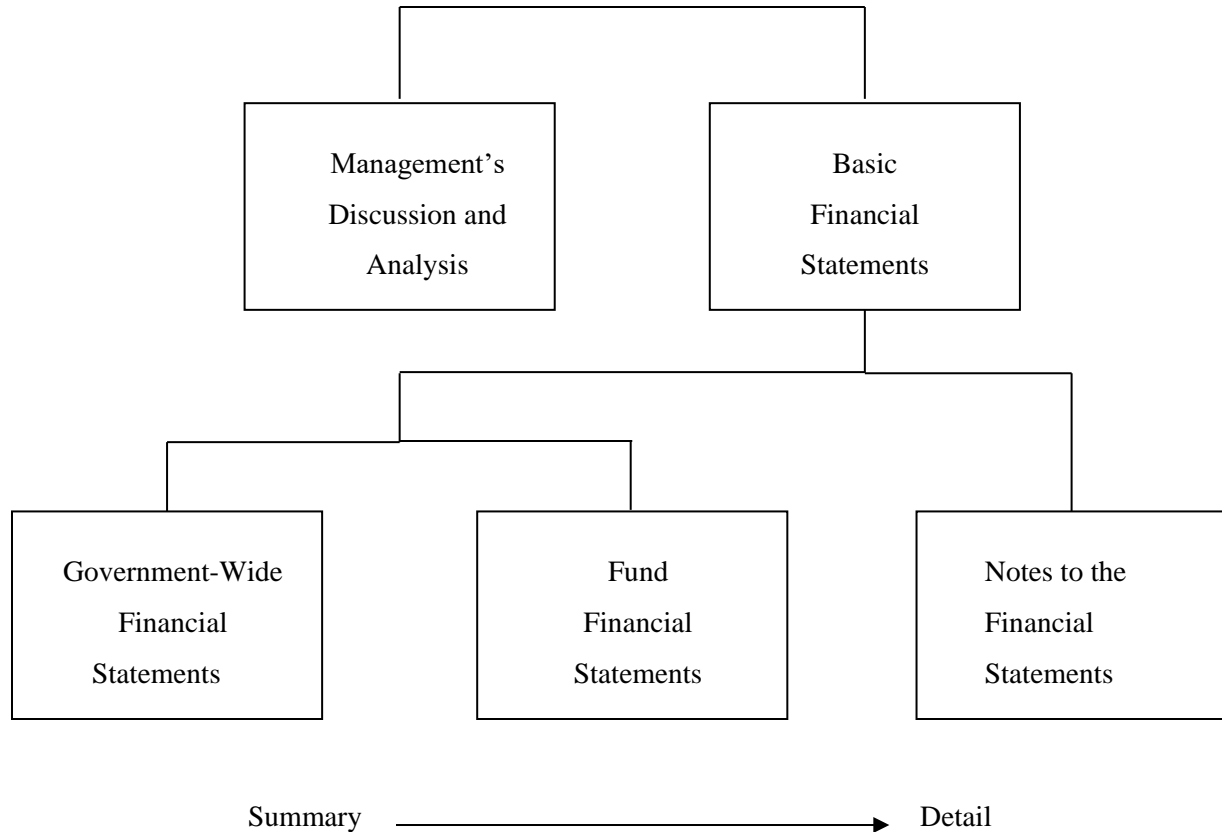 Management’s
Discussion and
Analysis
Basic
Financial
Statements
Government-Wide
Financial
Statements
Fund
Financial
Statements
Notes to the
Financial
Statements
Summary
Detail